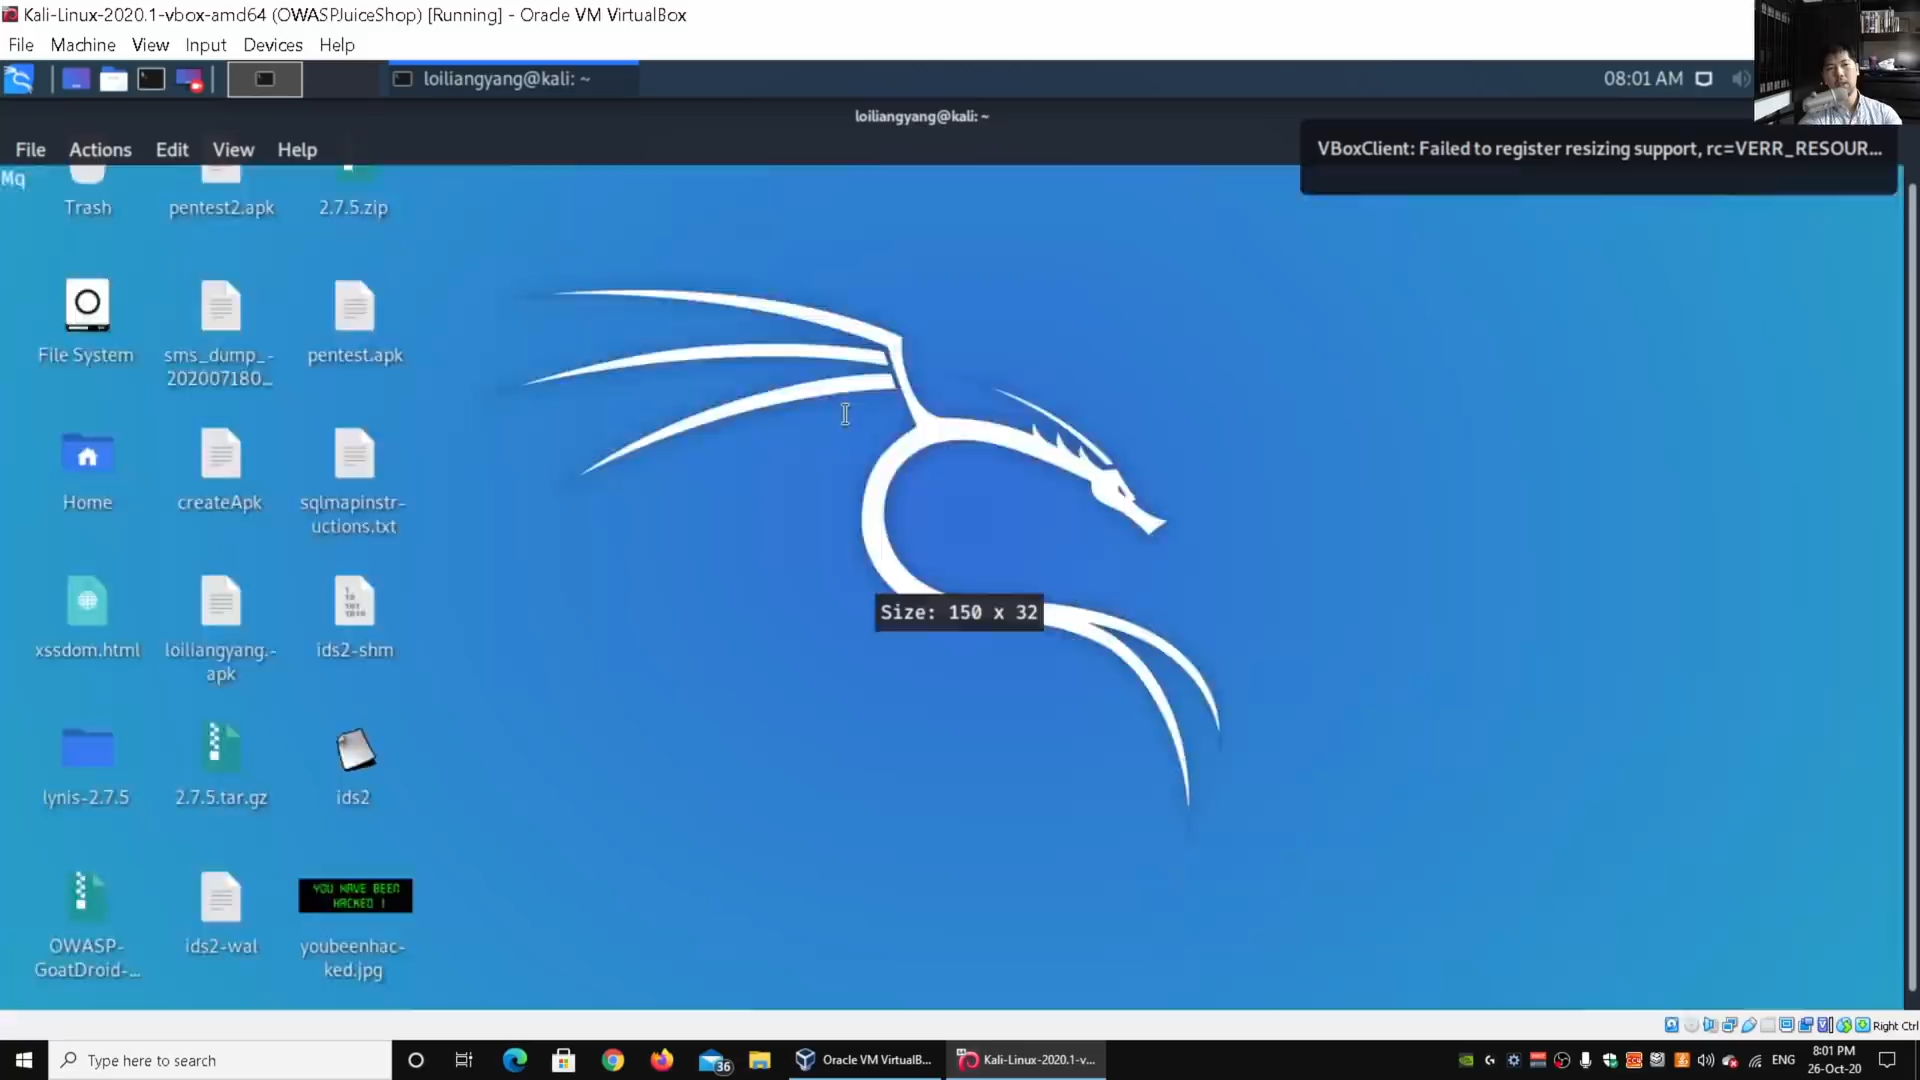 Kali-Linux-2020.1-vbox-amd64 (OWASPJuiceShop) [Running] - Oracle VM VirtualBox
File Machine View Input Devices Help
loiliangyang@kali: ~
08:01 AM
loiliangyang@kali: ~
File Actions Edit View Help
VBoxClient: Failed to register resizing support, rc=VERR_RESOUR...
Mq
Trash
pentest2.apk
2.7.5.zip
File System
sms_dump_-
202007180...
pentest.apk
Home
createApk
sqlmapinstr-
uctions.txt
xssdom.html
loiliangyang.-
apk
ids2-shm
Size: 150 x 32
lynis-2.7.5
2.7.5.tar.gz
ids2
YOU HAVE BEEN
HACKED !
OWASP-
GoatDroid-...
ids2-wal
youbeenhac-
ked.jpg
Right Ctrl
Type here to search
36
Oracle VM VirtualB...
Kali-Linux-2020.1-v...
ENG
8:01 PM
26-Oct-20